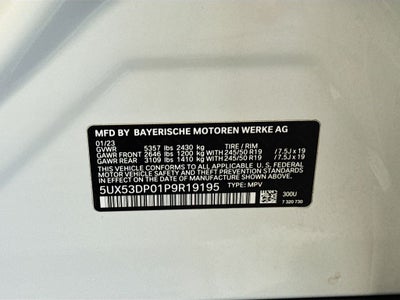 MFD BY BAYERISCHE MOTOREN WERKE AG
01/23
GVWR 5357 lbs 2430 kg TIRE / RIM
GAWR FRONT 2646 lbs 1200 kg WITH 245/50 R19 / 7.5J x 19
GAWR REAR 3109 lbs 1410 kg WITH 245/50 R19 / 7.5J x 19
THIS VEHICLE CONFORMS TO ALL APPLICABLE U.S. FEDERAL
MOTOR VEHICLE SAFETY AND THEFT PREVENTION STANDARDS
IN EFFECT ON THE DATE OF MANUFACTURE SHOWN ABOVE.
5UX53DP01P9R19195 TYPE: MPV
300U
7 320 730